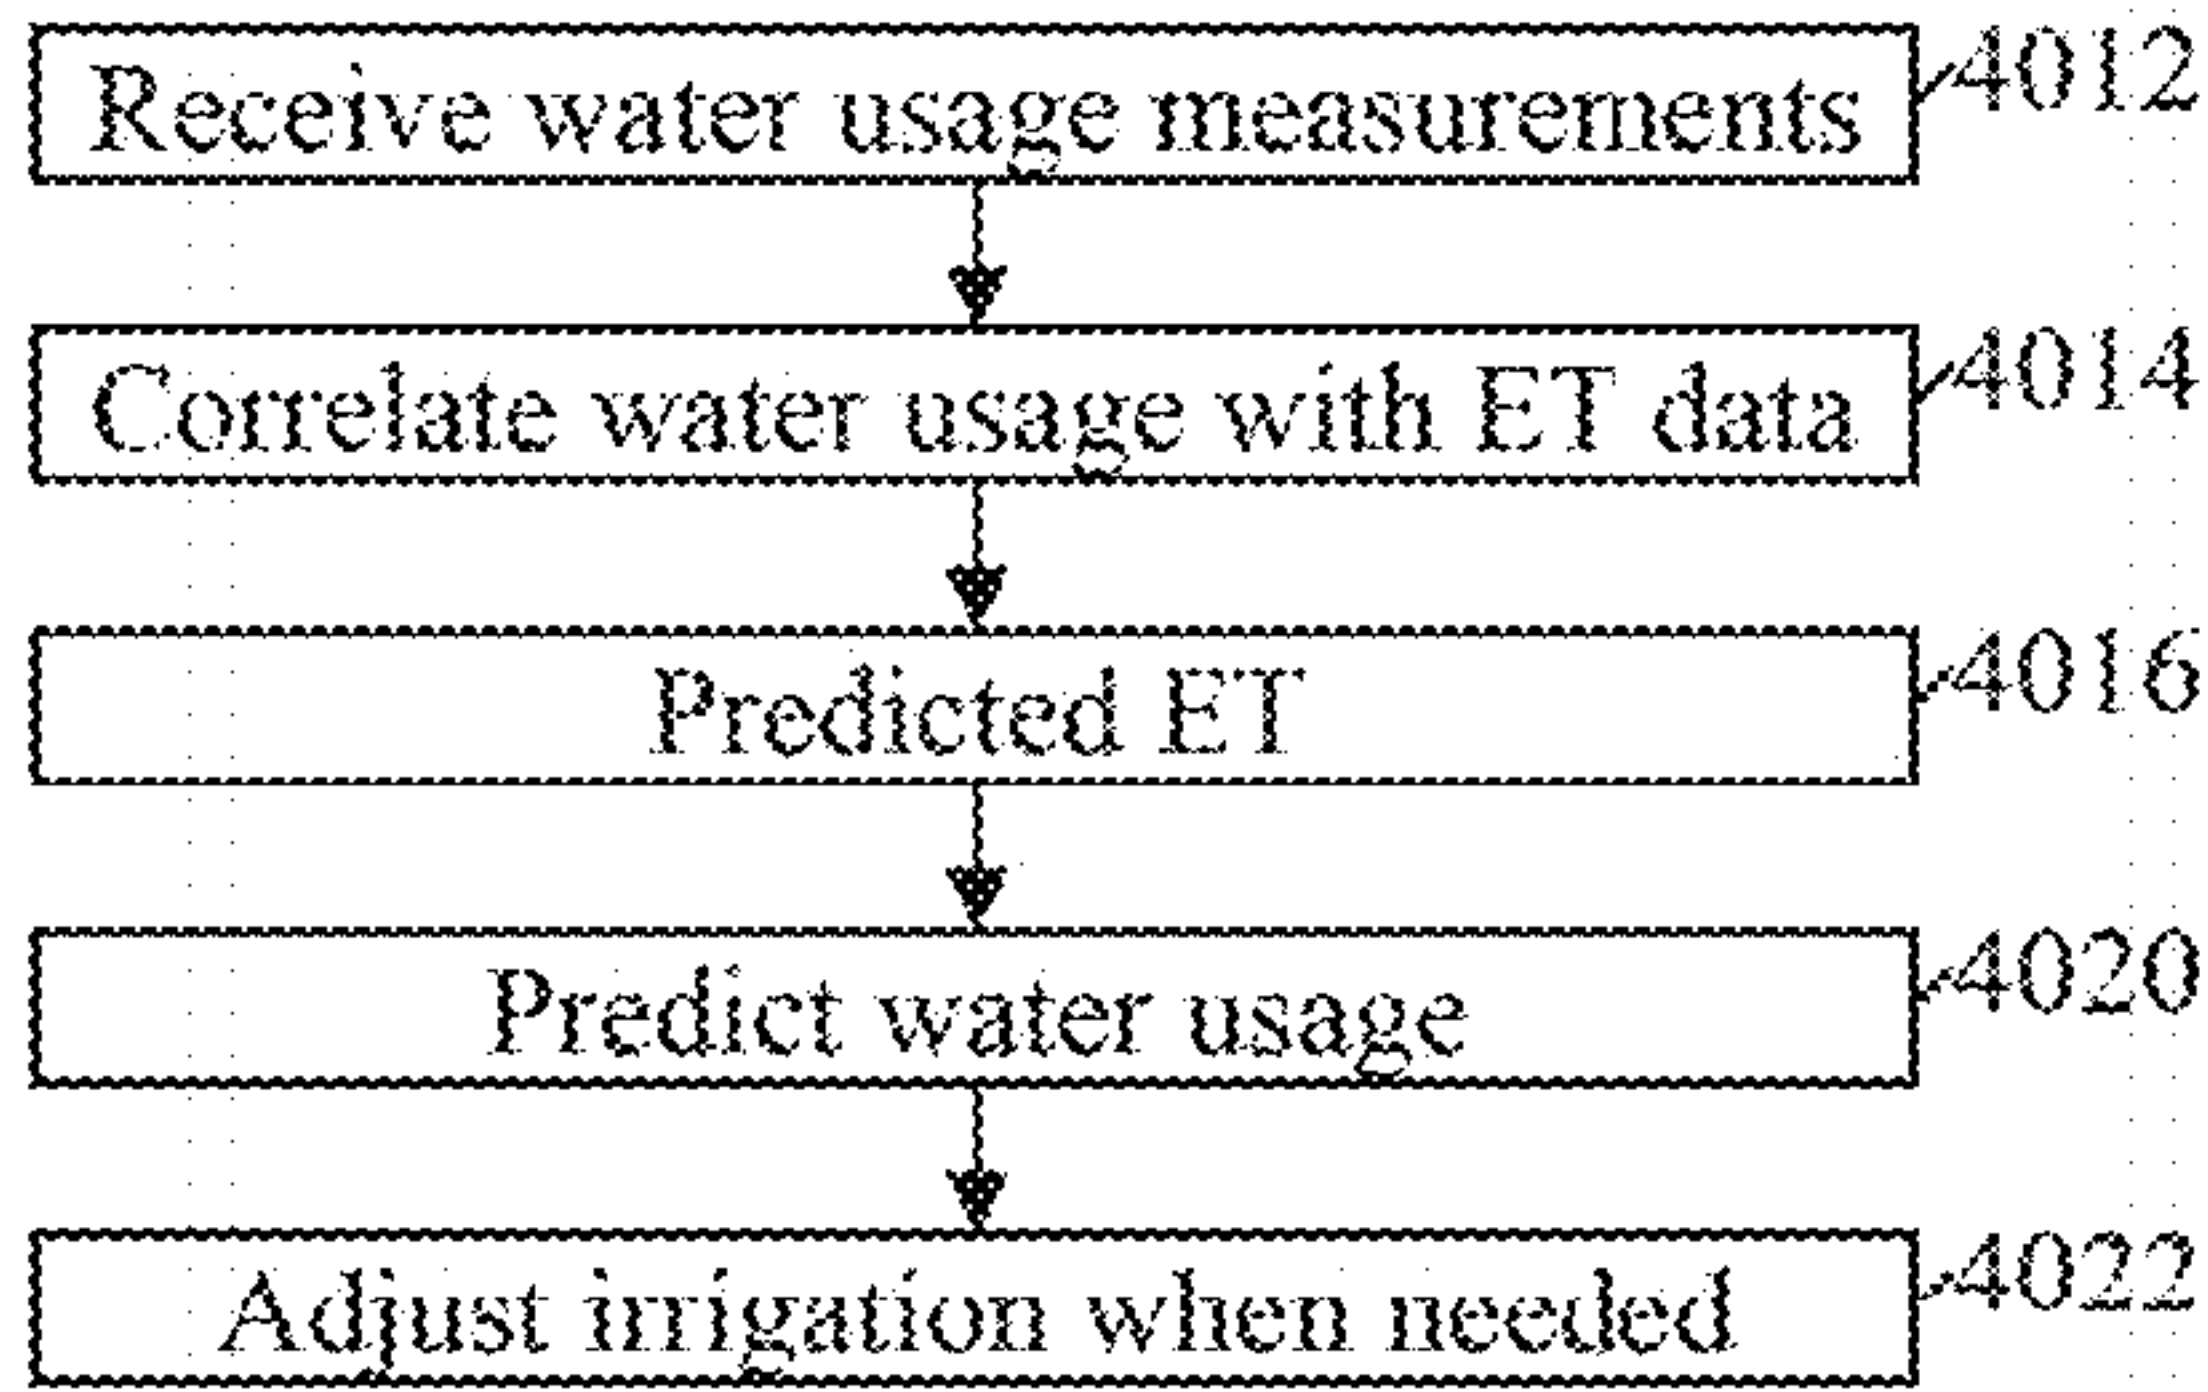 Receive water usage measurements 4012
Correlate water usage with ET data 4014
Predicted ET 4016
Predict water usage 4020
Adjust irrigation when needed 4022